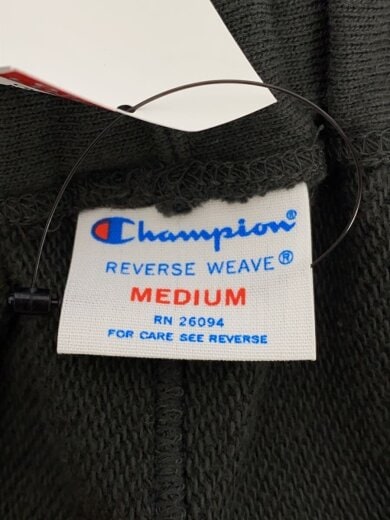 Champion®
REVERSE WEAVE®
MEDIUM
RN 26094
FOR CARE SEE REVERSE